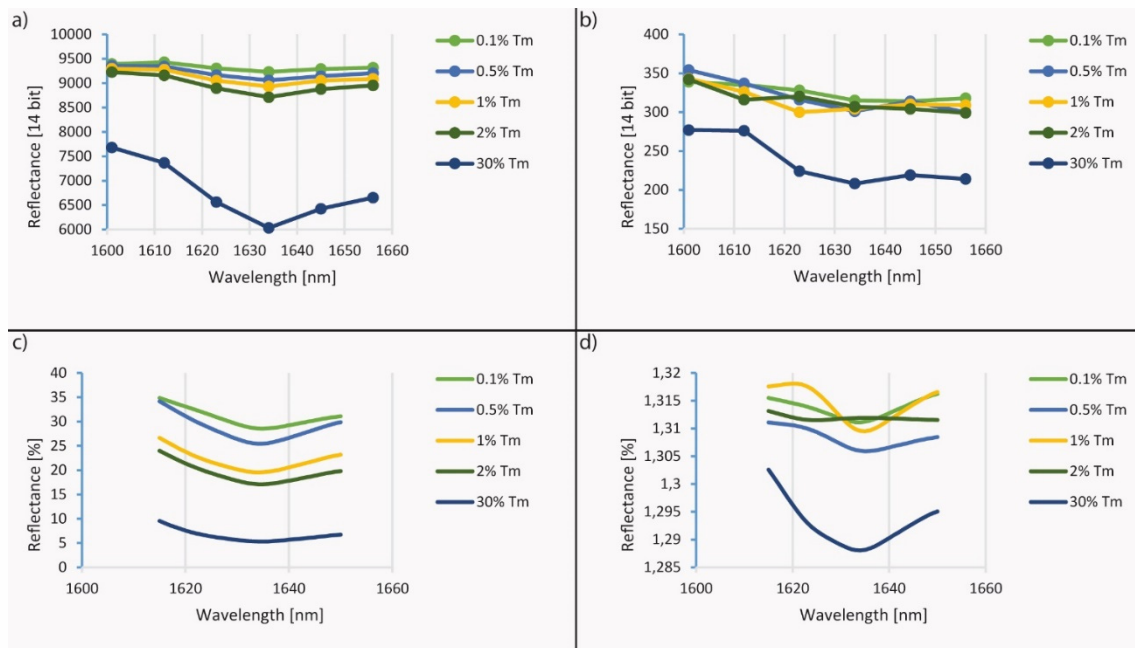 a)
10000
9500
9000
8500
8000
7500
7000
6500
6000
1600 1610 1620 1630 1640 1650 1660
Reflectance [14 bit]
Wavelength [nm]
0.1% Tm
0.5% Tm
1% Tm
2% Tm
30% Tm
b)
400
350
300
250
200
150
1600 1610 1620 1630 1640 1650 1660
Reflectance [14 bit]
Wavelength [nm]
0.1% Tm
0.5% Tm
1% Tm
2% Tm
30% Tm
c)
40
35
30
25
20
15
10
5
0
1600 1620 1640 1660
Reflectance [%]
Wavelength [nm]
0.1% Tm
0.5% Tm
1% Tm
2% Tm
30% Tm
d)
1,32
1,315
1,31
1,305
1,3
1,295
1,29
1,285
1600 1620 1640 1660
Reflectance [%]
Wavelength [nm]
0.1% Tm
0.5% Tm
1% Tm
2% Tm
30% Tm